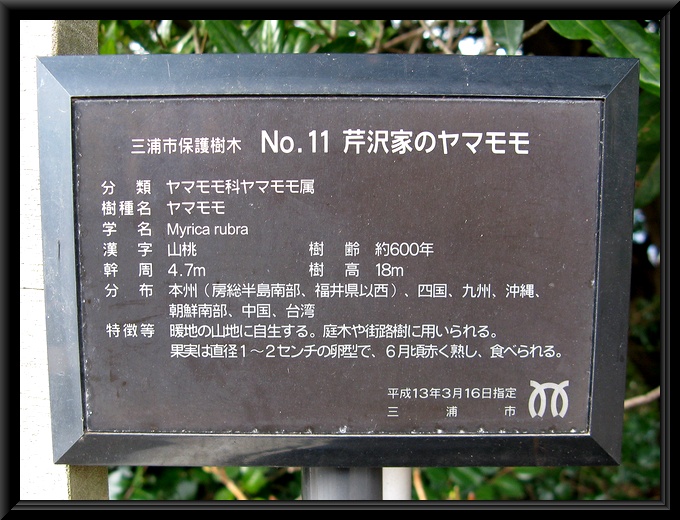 三浦市保護樹木 No.11 芹沢家のヤマモモ
分類 ヤマモモ科ヤマモモ属
樹種名 ヤマモモ
学名 Myrica rubra
漢字 山桃 樹齢 約600年
幹周 4.7m 樹高 18m
分布 本州（房総半島南部、福井県以西）、四国、九州、沖縄、
朝鮮南部、中国、台湾
特徴等 暖地の山地に自生する。庭木や街路樹に用いられる。
果実は直径1～2センチの卵型で、6月頃赤く熟し、食べられる。
平成13年3月16日指定
三浦市